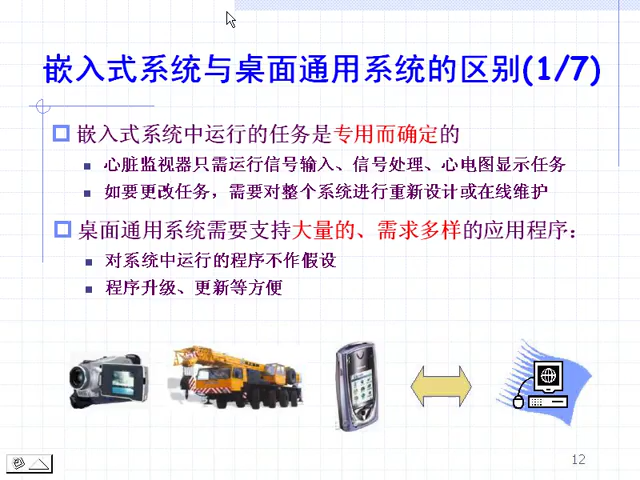 嵌入式系统与桌面通用系统的区别(1/7)
嵌入式系统中运行的任务是专用而确定的
心脏监视器只需运行信号输入、信号处理、心电图显示任务
如要更改任务，需要对整个系统进行重新设计或在线维护
桌面通用系统需要支持大量的、需求多样的应用程序：
对系统中运行的程序不作假设
程序升级、更新等方便
12